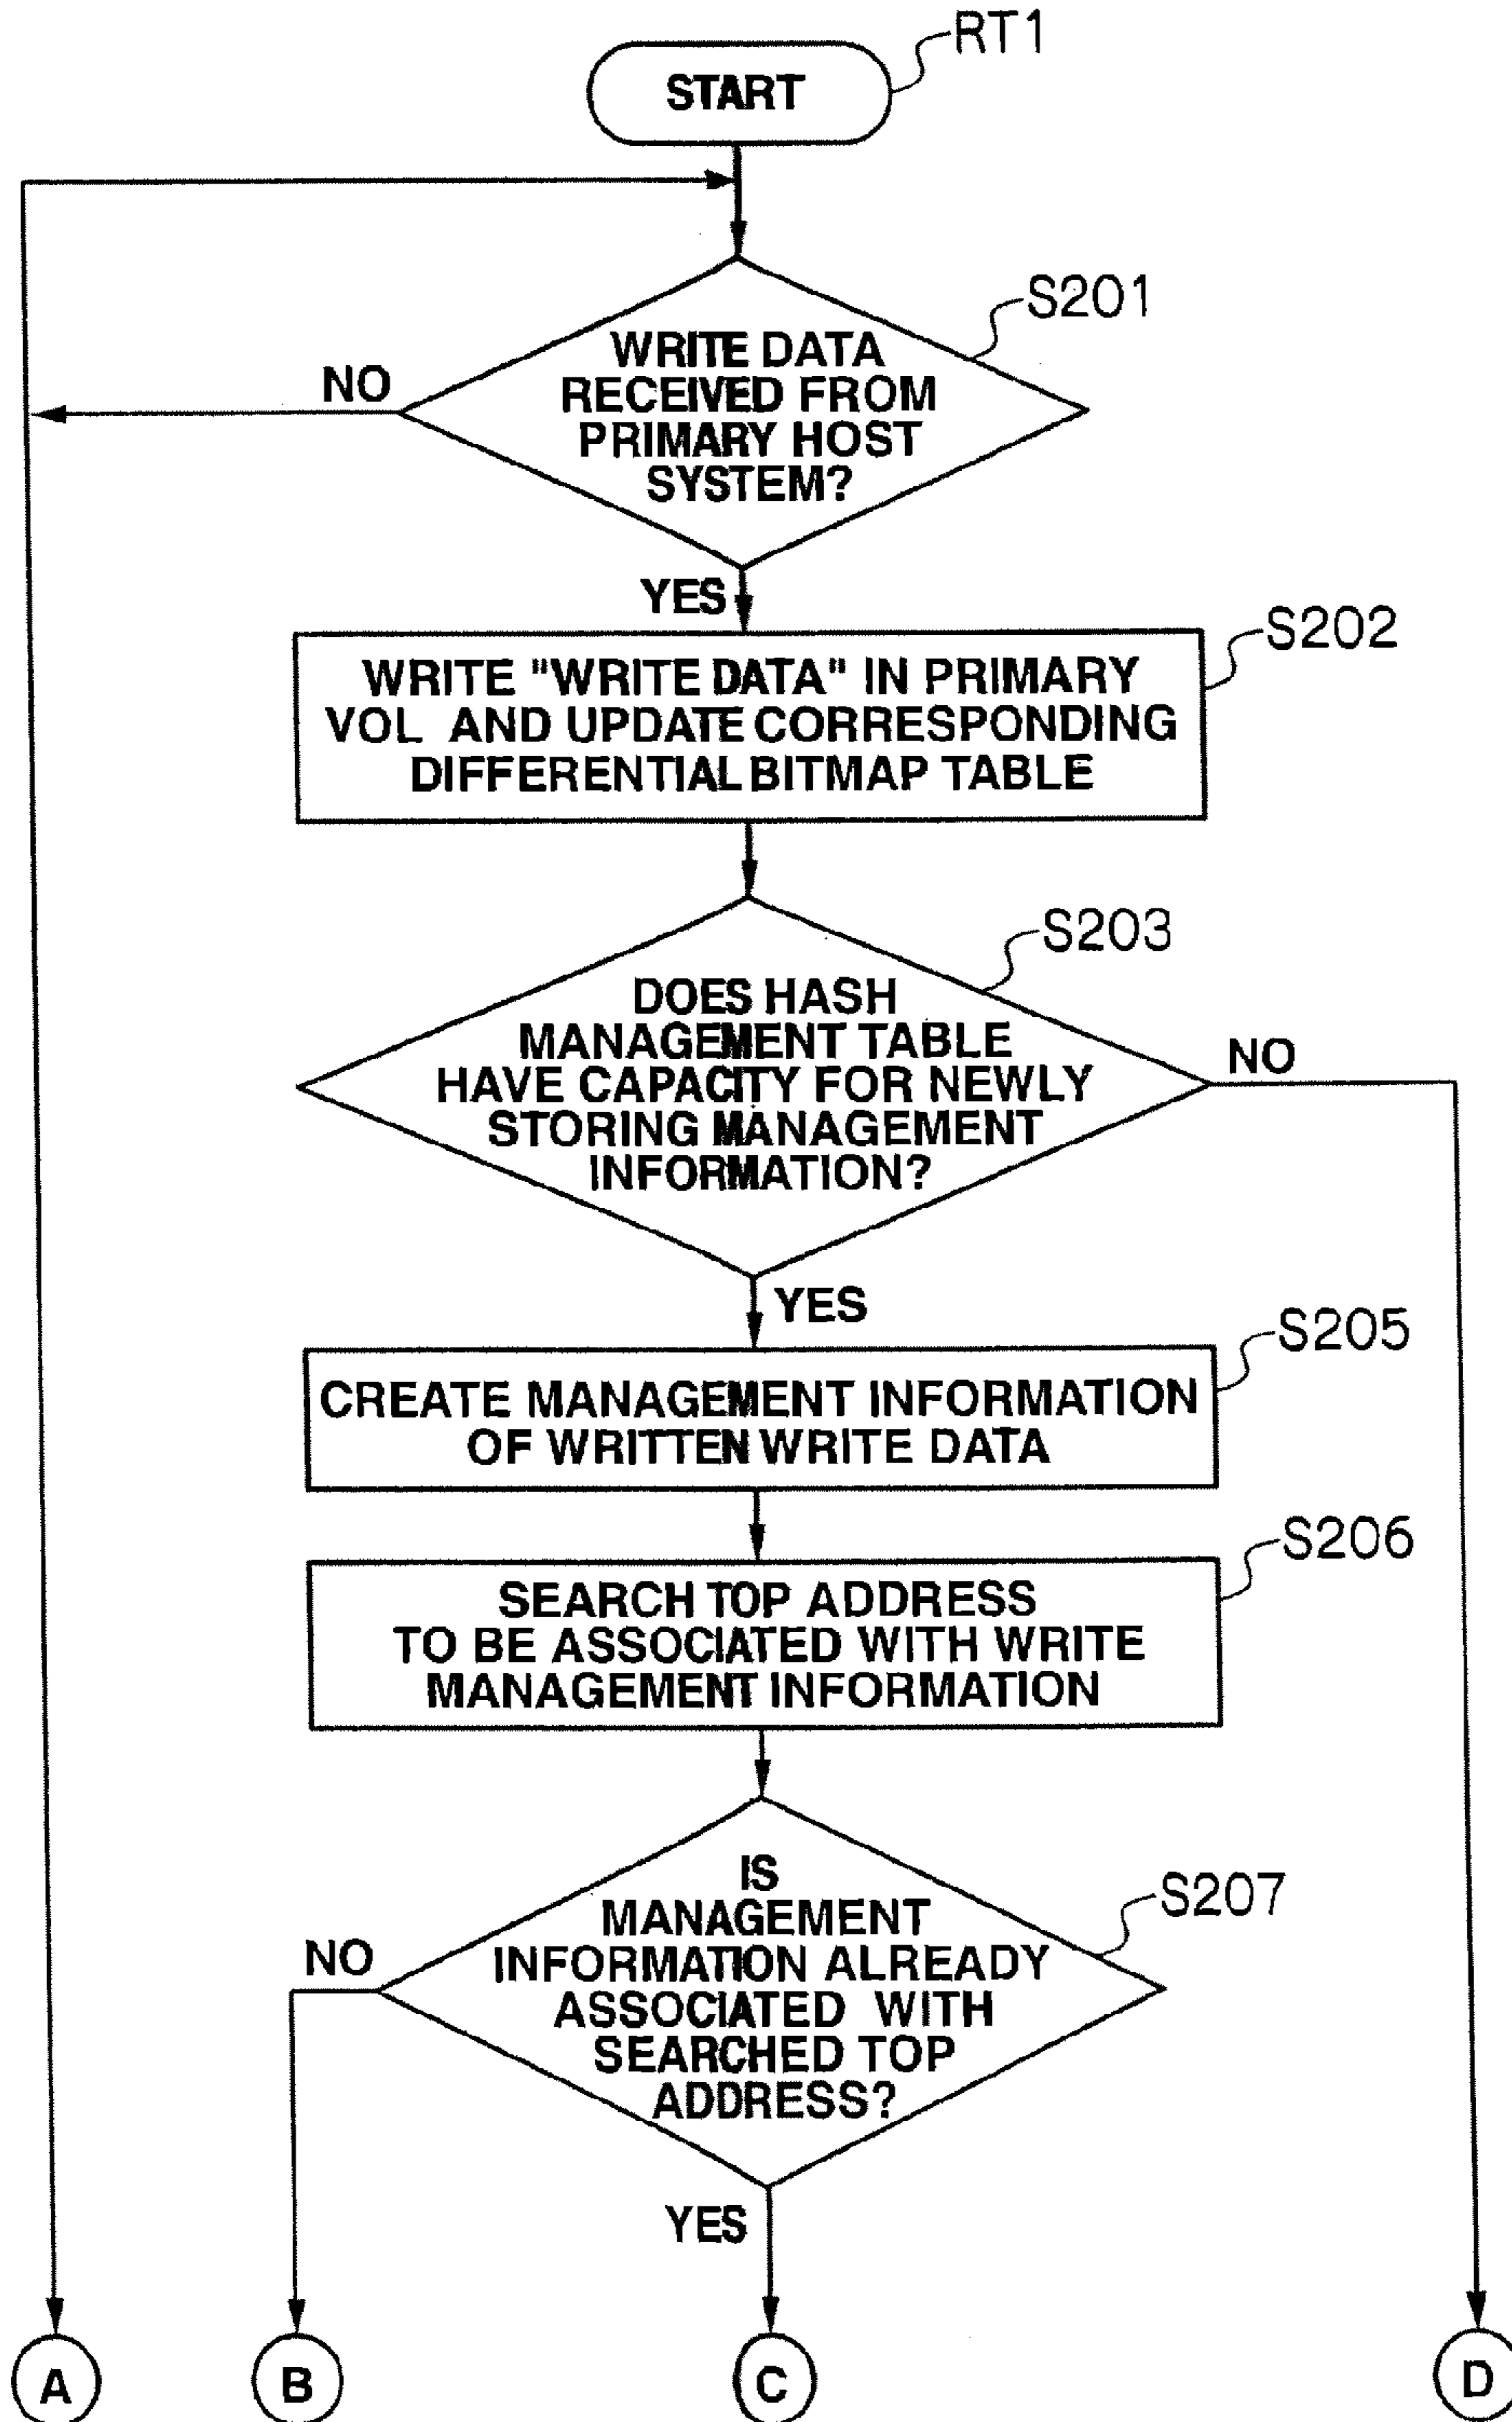 RT1
START
S201
WRITE DATA
RECEIVED FROM
PRIMARY HOST
SYSTEM?
NO
YES
S202
WRITE "WRITE DATA" IN PRIMARY
VOL AND UPDATE CORRESPONDING
DIFFERENTIAL BITMAP TABLE
S203
DOES HASH
MANAGEMENT TABLE
HAVE CAPACITY FOR NEWLY
STORING MANAGEMENT
INFORMATION?
NO
YES
S205
CREATE MANAGEMENT INFORMATION
OF WRITTEN WRITE DATA
S206
SEARCH TOP ADDRESS
TO BE ASSOCIATED WITH WRITE
MANAGEMENT INFORMATION
S207
IS
MANAGEMENT
INFORMATION ALREADY
ASSOCIATED WITH
SEARCHED TOP
ADDRESS?
NO
YES
A
B
C
D